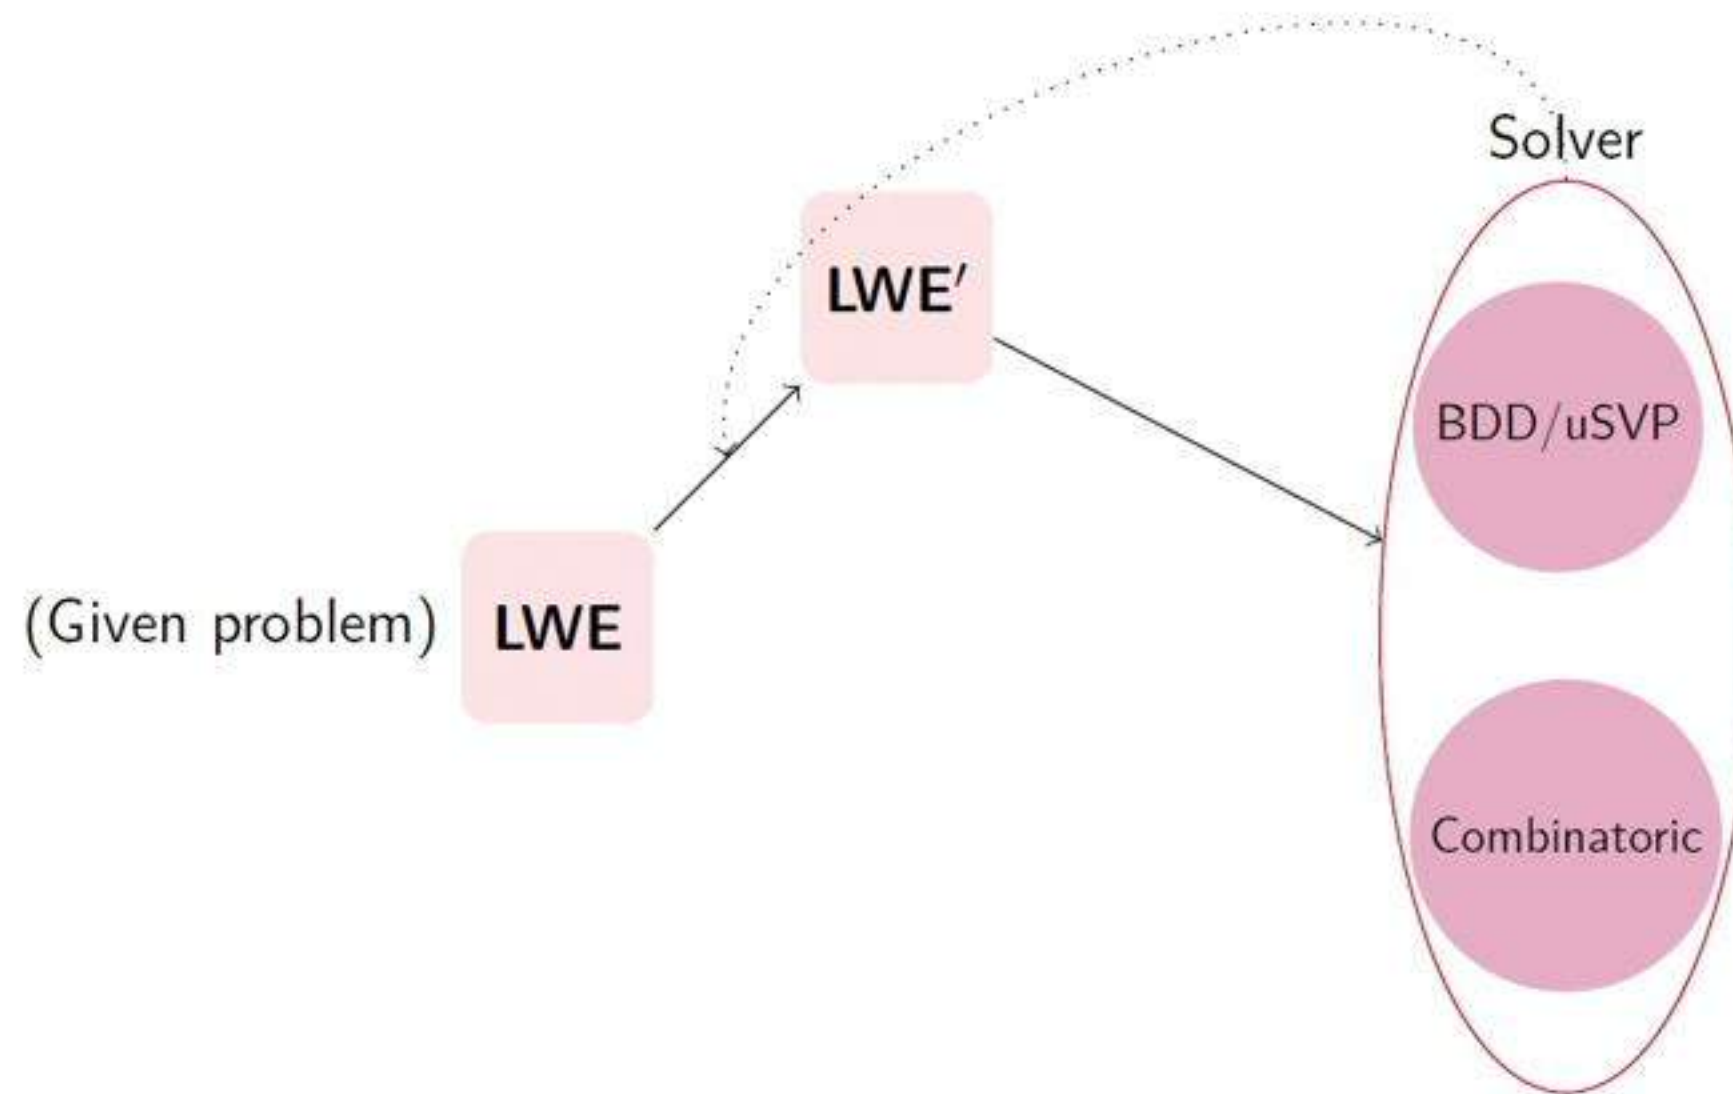 Solver
LWE′
BDD/uSVP
(Given problem) LWE
Combinatoric